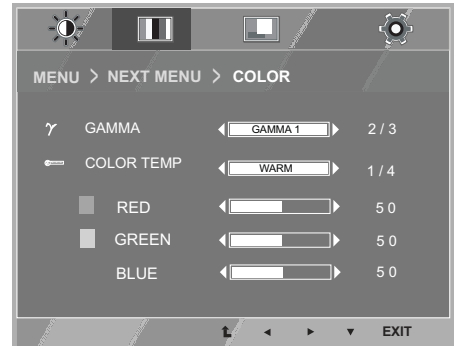 MENU > NEXT MENU > COLOR
γ GAMMA GAMMA 1 2 / 3
COLOR TEMP WARM 1 / 4
RED 5 0
GREEN 5 0
BLUE 5 0
EXIT